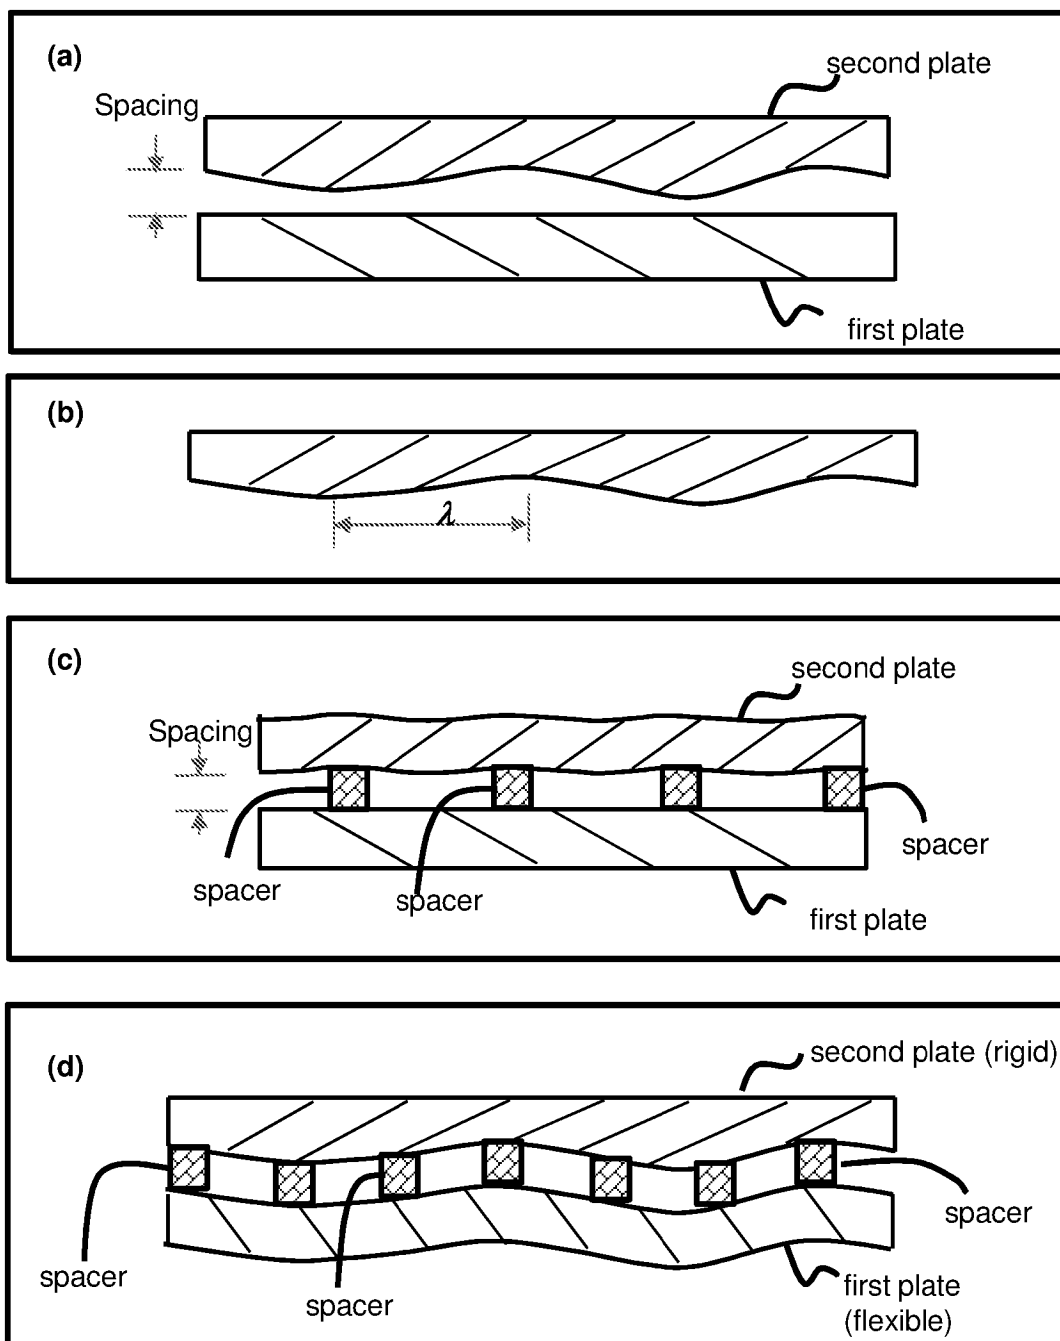 (a)
second plate
Spacing
first plate
(b)
λ
(c)
second plate
Spacing
spacer
spacer
spacer
first plate
(d)
second plate (rigid)
spacer
spacer
spacer
first plate
(flexible)